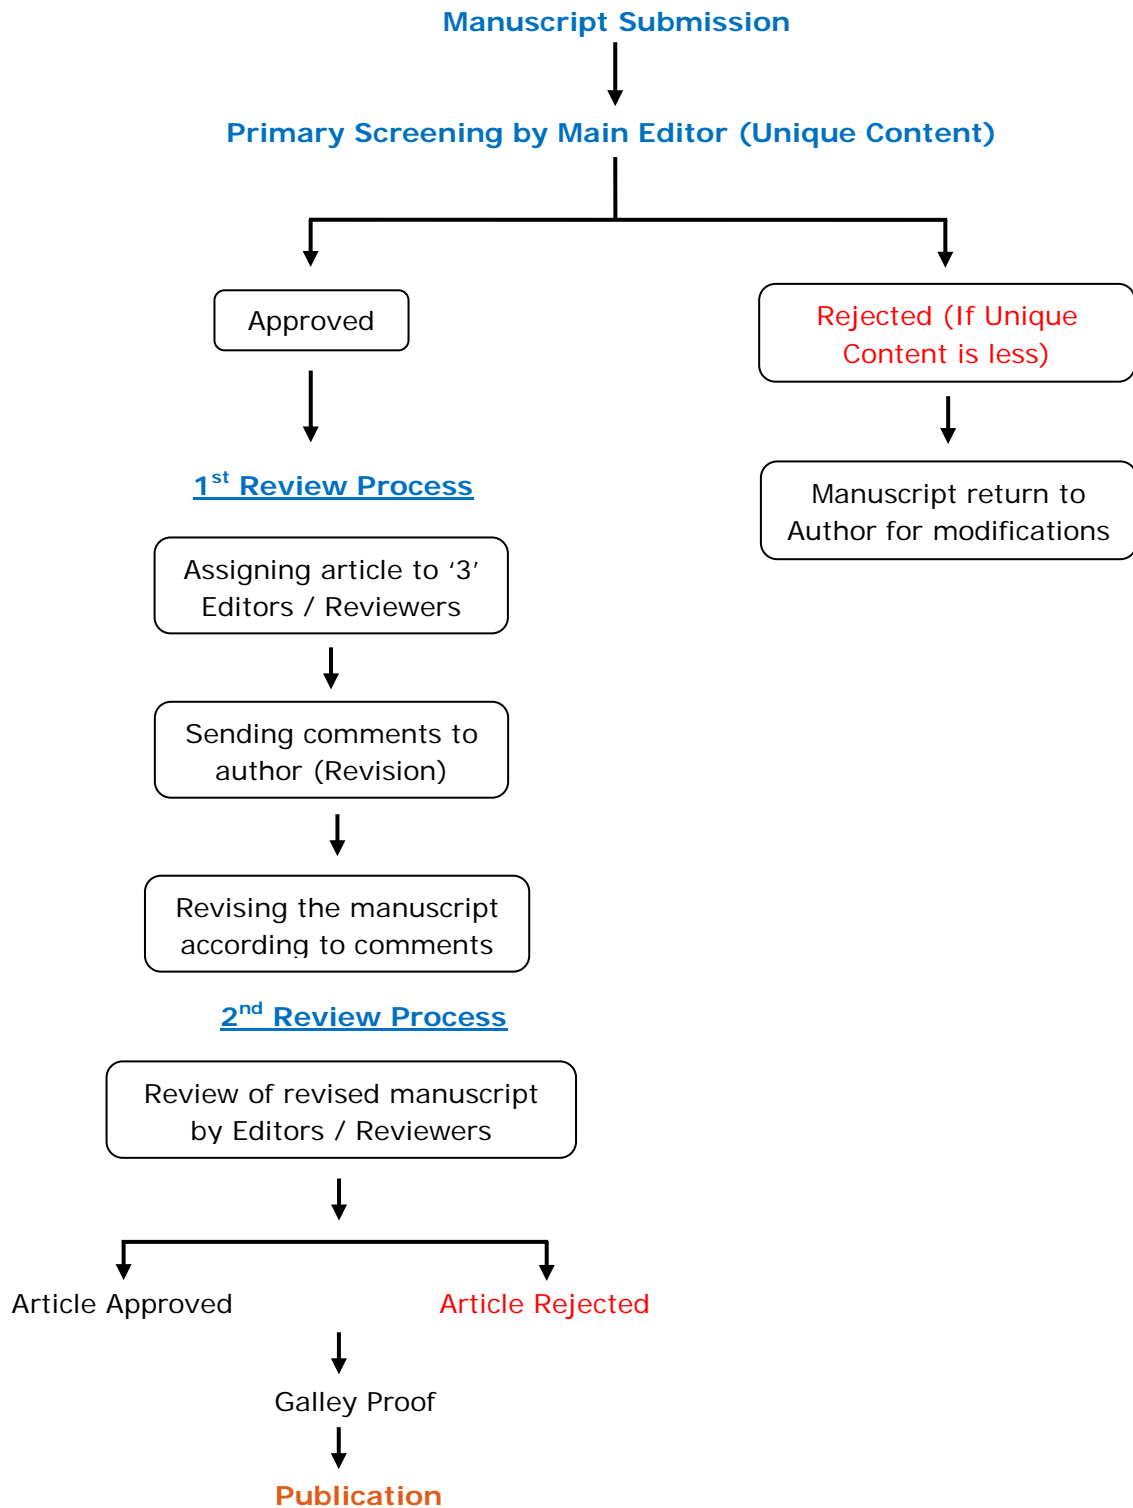 Manuscript Submission
Primary Screening by Main Editor (Unique Content)
Approved
Rejected (If Unique
Content is less)
Manuscript return to
Author for modifications
1st Review Process
Assigning article to ‘3’
Editors / Reviewers
Sending comments to
author (Revision)
Revising the manuscript
according to comments
2nd Review Process
Review of revised manuscript
by Editors / Reviewers
Article Approved
Article Rejected
Galley Proof
Publication